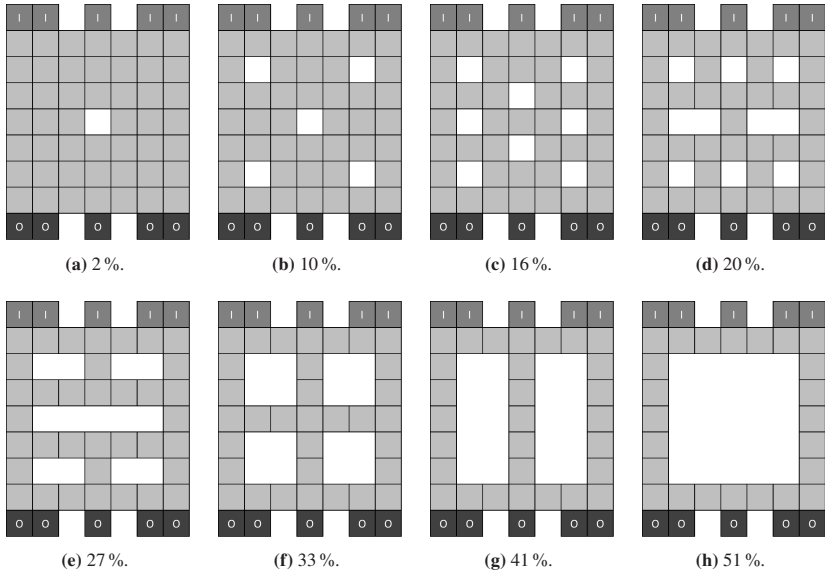 I I I I I I I I I I I I I I I I I I I I
O O O O O O O O O O O O O O O O O O O O
(a) 2 %. (b) 10 %. (c) 16 %. (d) 20 %.
I I I I I I I I I I I I I I I I I I I I
O O O O O O O O O O O O O O O O O O O O
(e) 27 %. (f) 33 %. (g) 41 %. (h) 51 %.